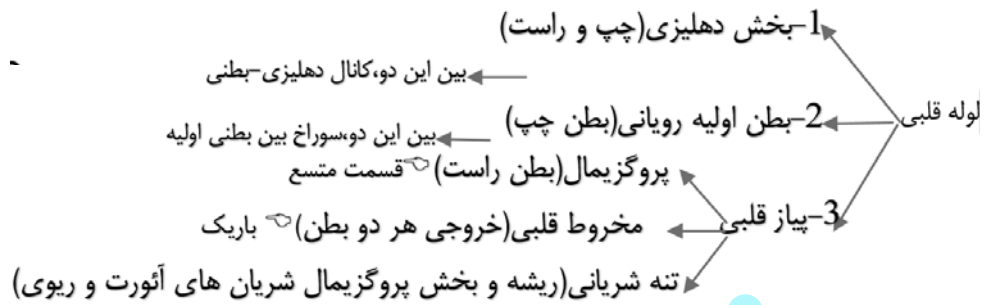 1-بخش دهلیزی(چپ و راست)
بین این دو،کانال دهلیزی-بطنی
لوله قلبی
2-بطن اولیه رویانی(بطن چپ)
بین این دو،سوراخ بین بطنی اولیه
پروگزیمال(بطن راست)☜قسمت متسع
3-پیاز قلبی
مخروط قلبی(خروجی هر دو بطن)☜ باریک
تنه شریانی(ریشه و بخش پروگزیمال شریان های آئورت و ریوی)